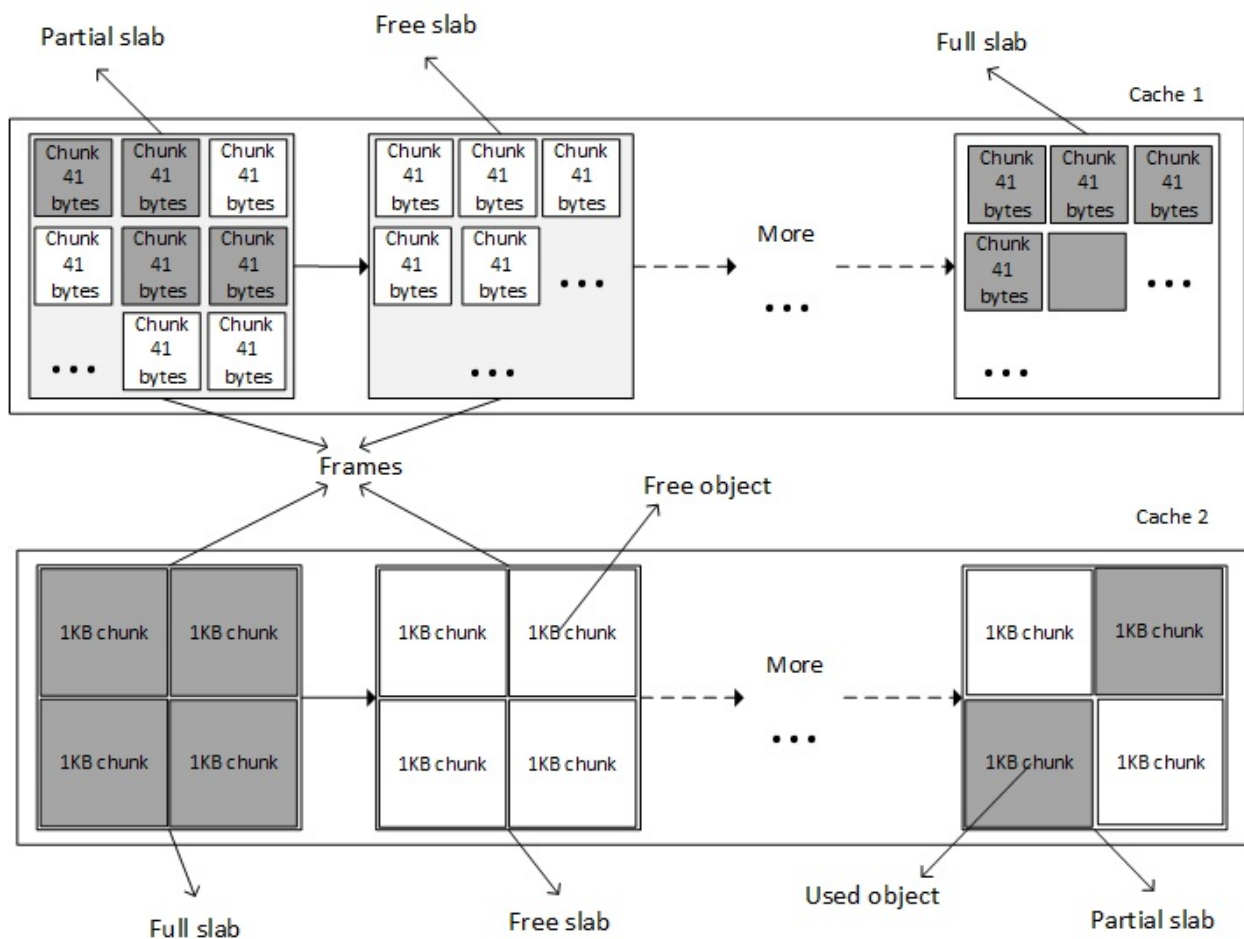 Partial slab
Free slab
Full slab
Cache 1
Chunk
41
bytes
Chunk
41
bytes
Chunk
41
bytes
Chunk
41
bytes
Chunk
41
bytes
Chunk
41
bytes
...
Chunk
41
bytes
Chunk
41
bytes
Chunk
41
bytes
Chunk
41
bytes
Chunk
41
bytes
Chunk
41
bytes
Chunk
41
bytes
...
...
More
...
Chunk
41
bytes
Chunk
41
bytes
Chunk
41
bytes
Chunk
41
bytes
...
...
Frames
Free object
Cache 2
1KB chunk
1KB chunk
1KB chunk
1KB chunk
1KB chunk
1KB chunk
1KB chunk
1KB chunk
More
...
1KB chunk
1KB chunk
1KB chunk
1KB chunk
Full slab
Free slab
Used object
Partial slab